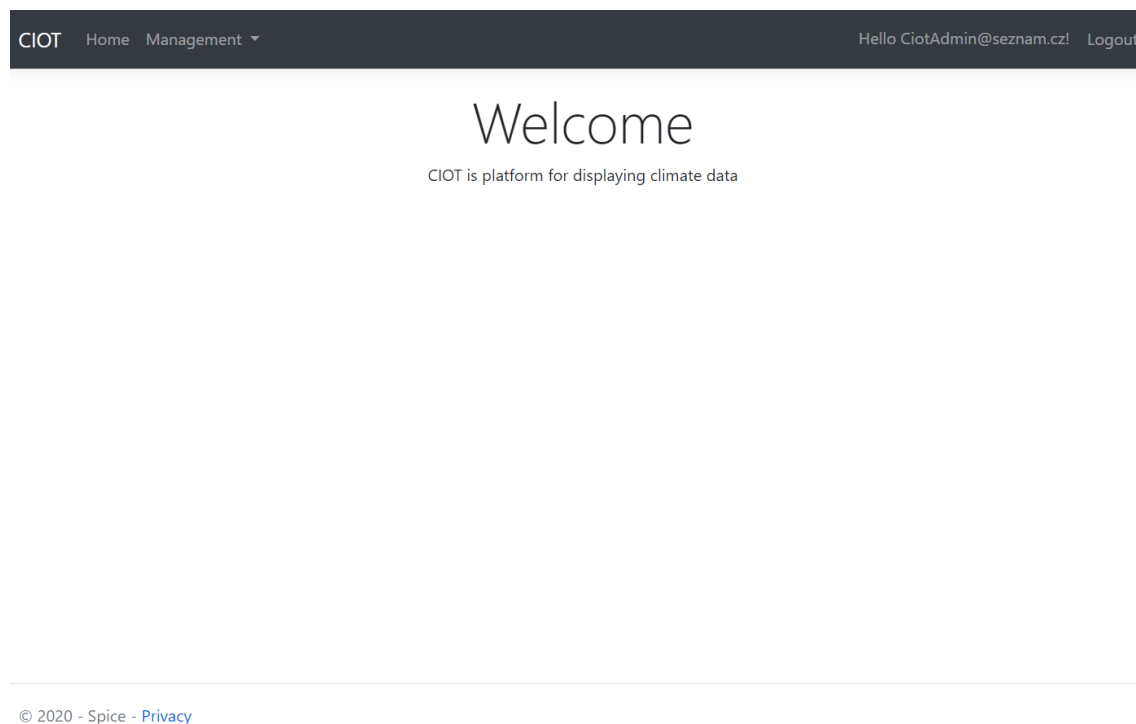 CIOT Home Management Hello CiotAdmin@seznam.cz! Logout
Welcome
CIOT is platform for displaying climate data
© 2020 - Spice - Privacy